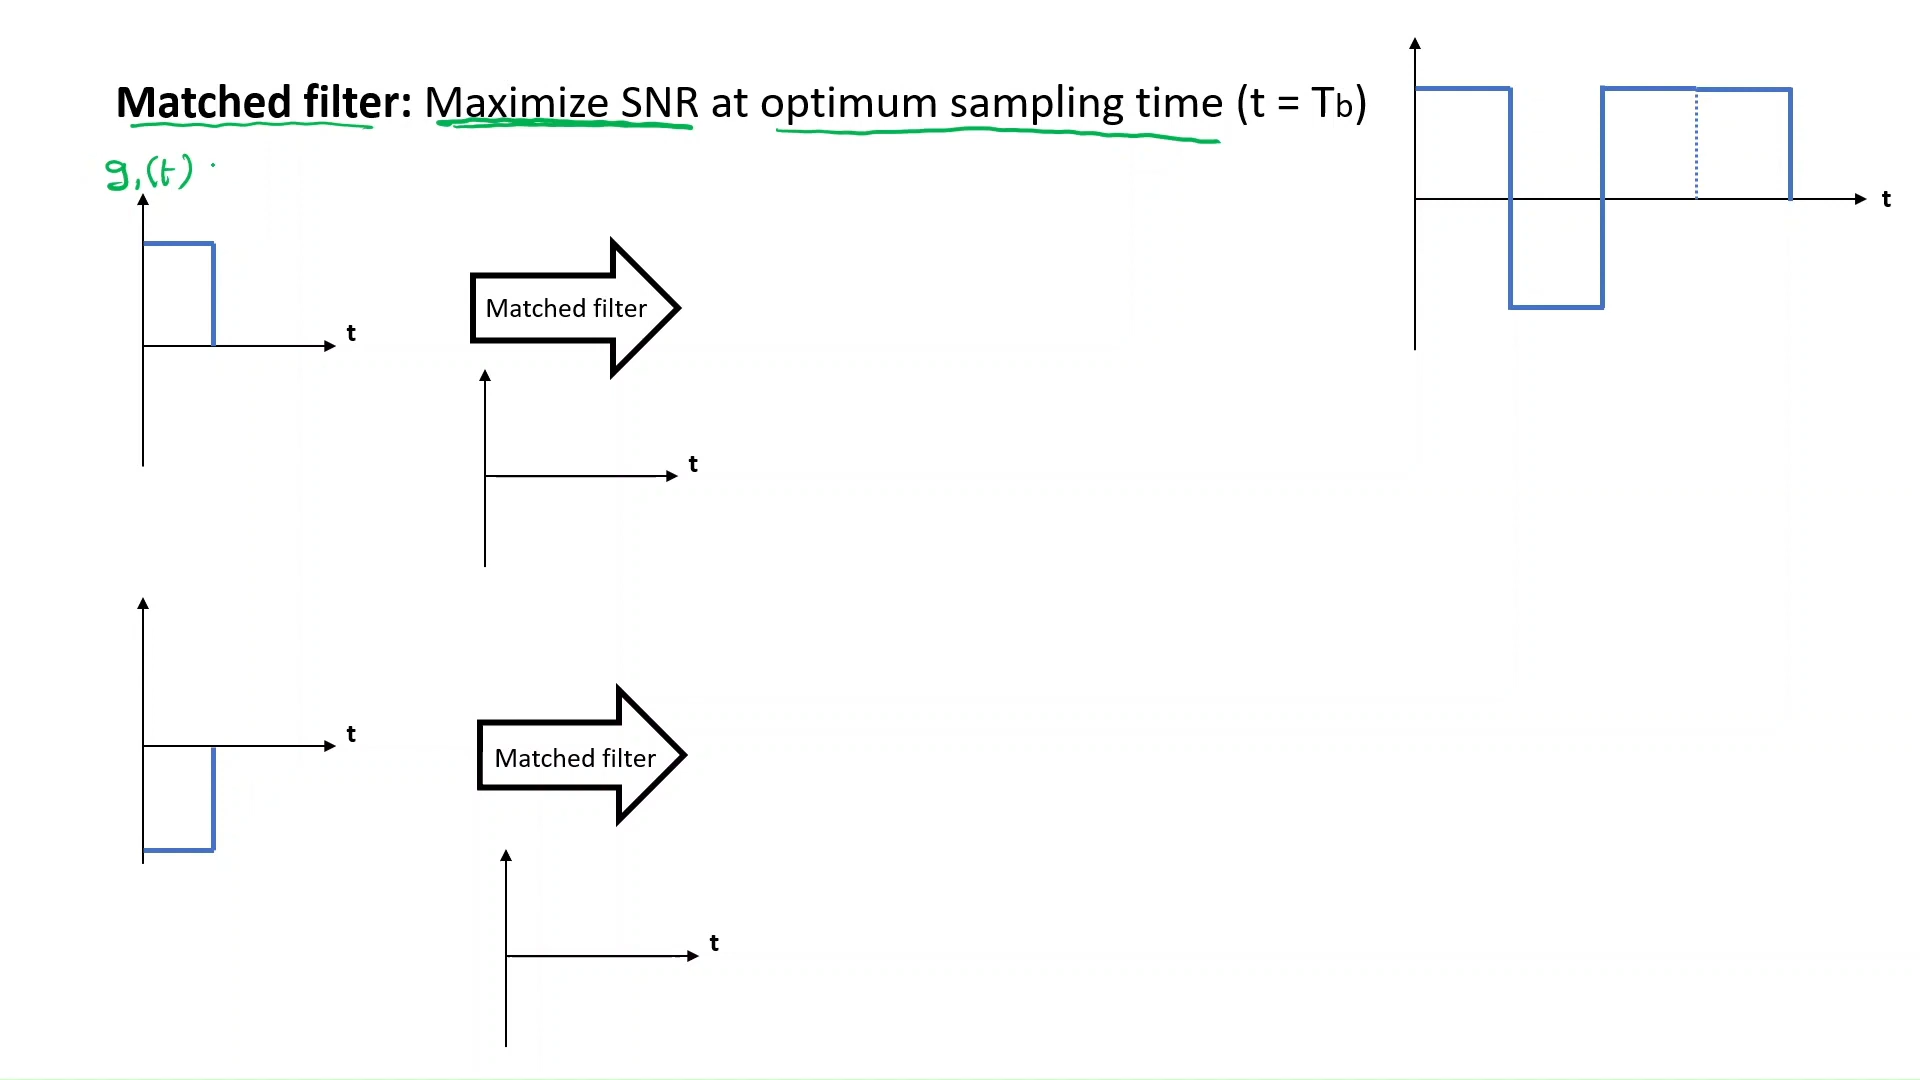 Matched filter: Maximize SNR at optimum sampling time (t = Tb)
g₁(t)
t
t
Matched filter
t
t
Matched filter
t